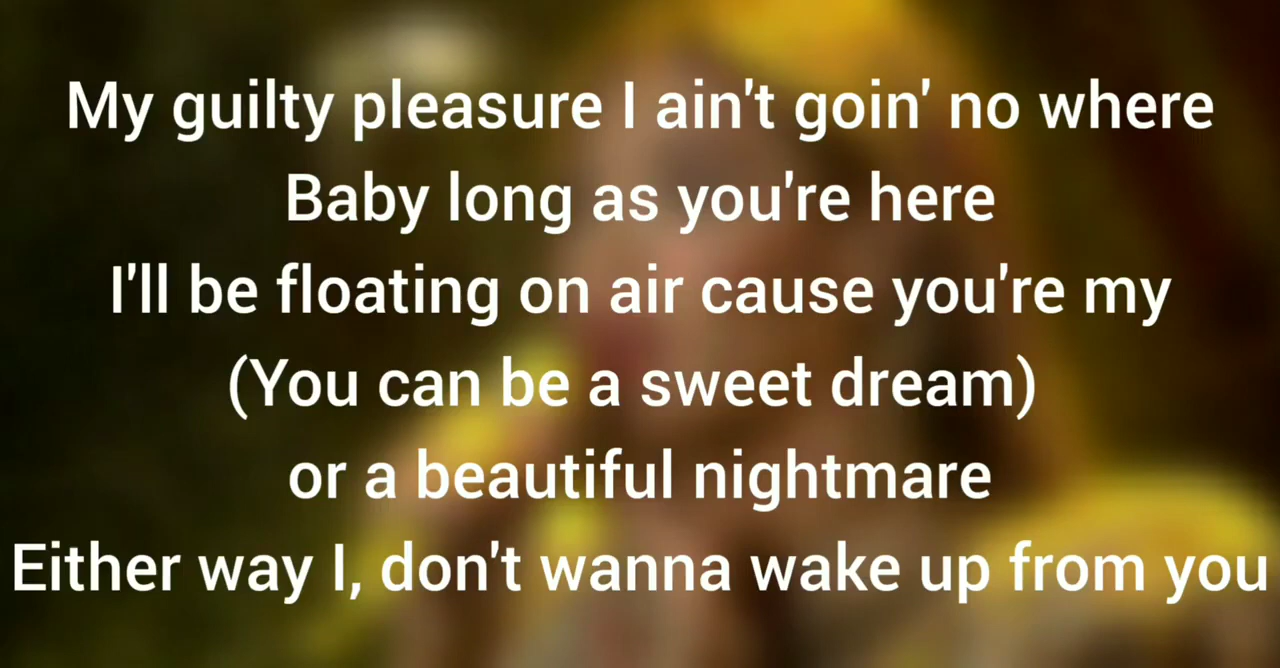 My guilty pleasure I ain't goin' no where
Baby long as you're here
I'll be floating on air cause you're my
(You can be a sweet dream)
or a beautiful nightmare
Either way I, don't wanna wake up from you